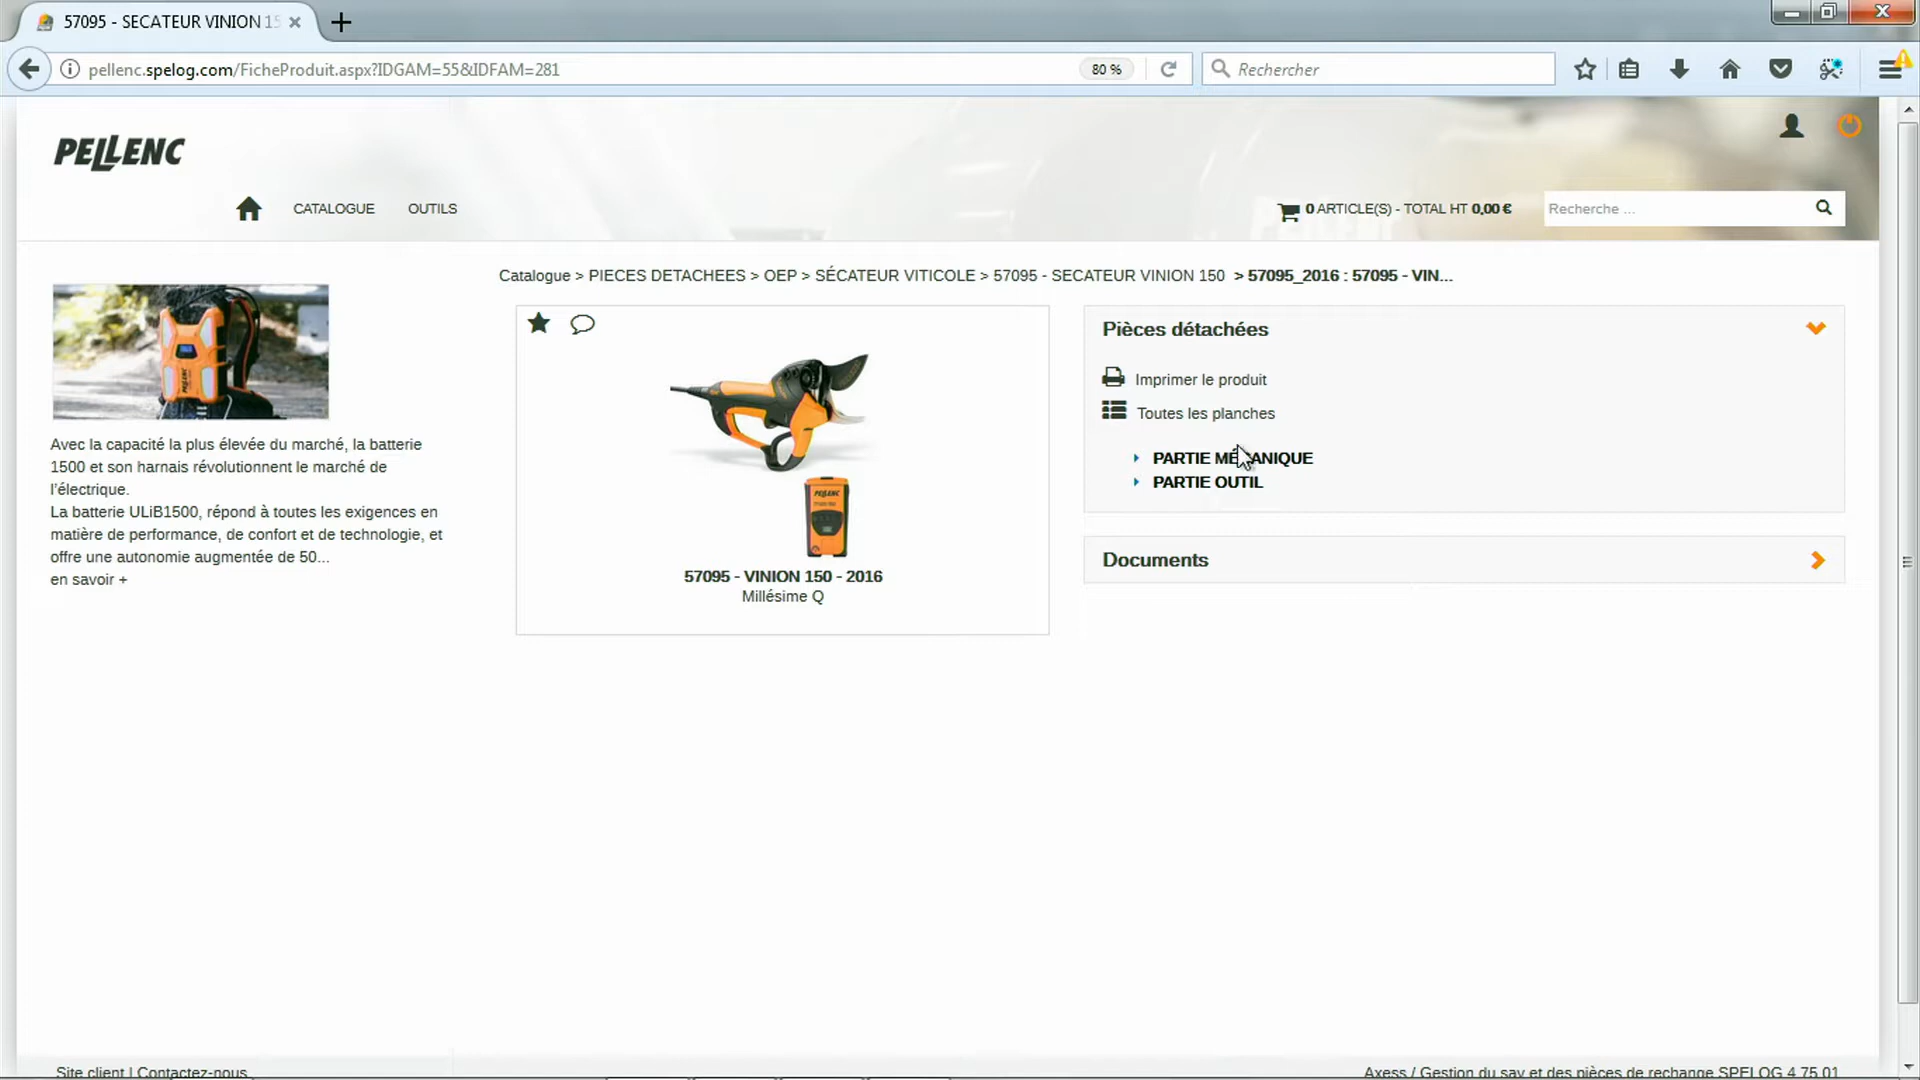 57095 - SECATEUR VINION 15
pellenc.spelog.com/FicheProduit.aspx?IDGAM=55&IDFAM=281
80 %
Rechercher
PELLENC
CATALOGUE
OUTILS
0 ARTICLE(S) - TOTAL HT 0,00 €
Recherche ...
Catalogue > PIECES DETACHEES > OEP > SÉCATEUR VITICOLE > 57095 - SECATEUR VINION 150 > 57095_2016 : 57095 - VIN...
Avec la capacité la plus élevée du marché, la batterie
1500 et son harnais révolutionnent le marché de
l'électrique.
La batterie ULiB1500, répond à toutes les exigences en
matière de performance, de confort et de technologie, et
offre une autonomie augmentée de 50...
en savoir +
PELLENC
57095 - VINION 150 - 2016
Millésime Q
Pièces détachées
Imprimer le produit
Toutes les planches
PARTIE MÉCANIQUE
PARTIE OUTIL
Documents
Site client | Contactez-nous
Axess / Gestion du sav et des pièces de rechange SPELOG 4.75.01